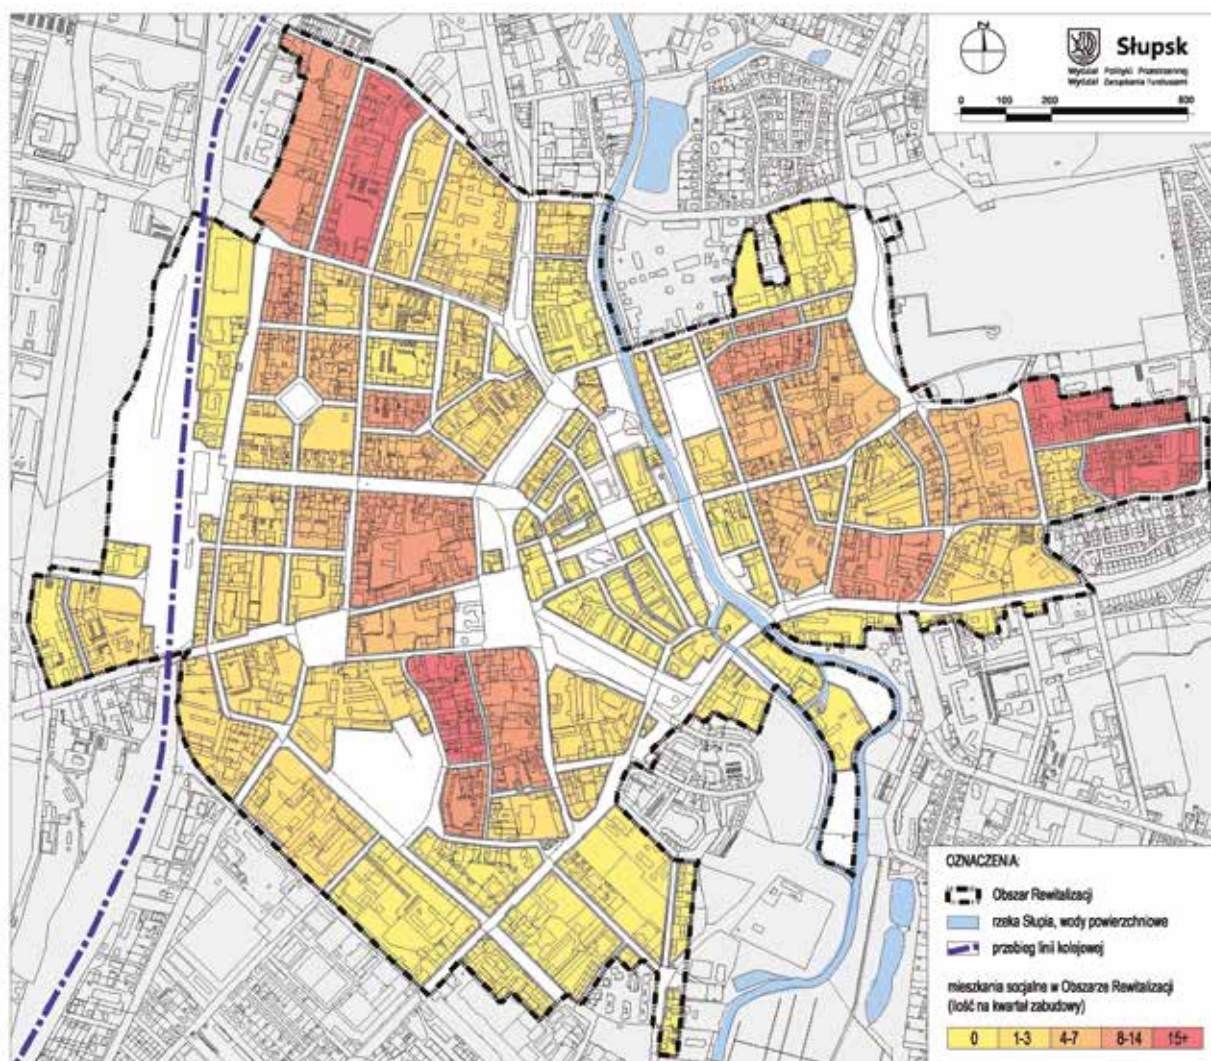 N
Słupsk
Wydział Polityki Przestrzennej
Wydział Zarządzania Funduszami
0 100 200 800
OZNACZENIA:
Obszar Rewitalizacji
rzeka Słupia, wody powierzchniowe
przebieg linii kolejowej
mieszkania socjalne w Obszarze Rewitalizacji
(ilość na kwartał zabudowy)
0 1-3 4-7 8-14 15+